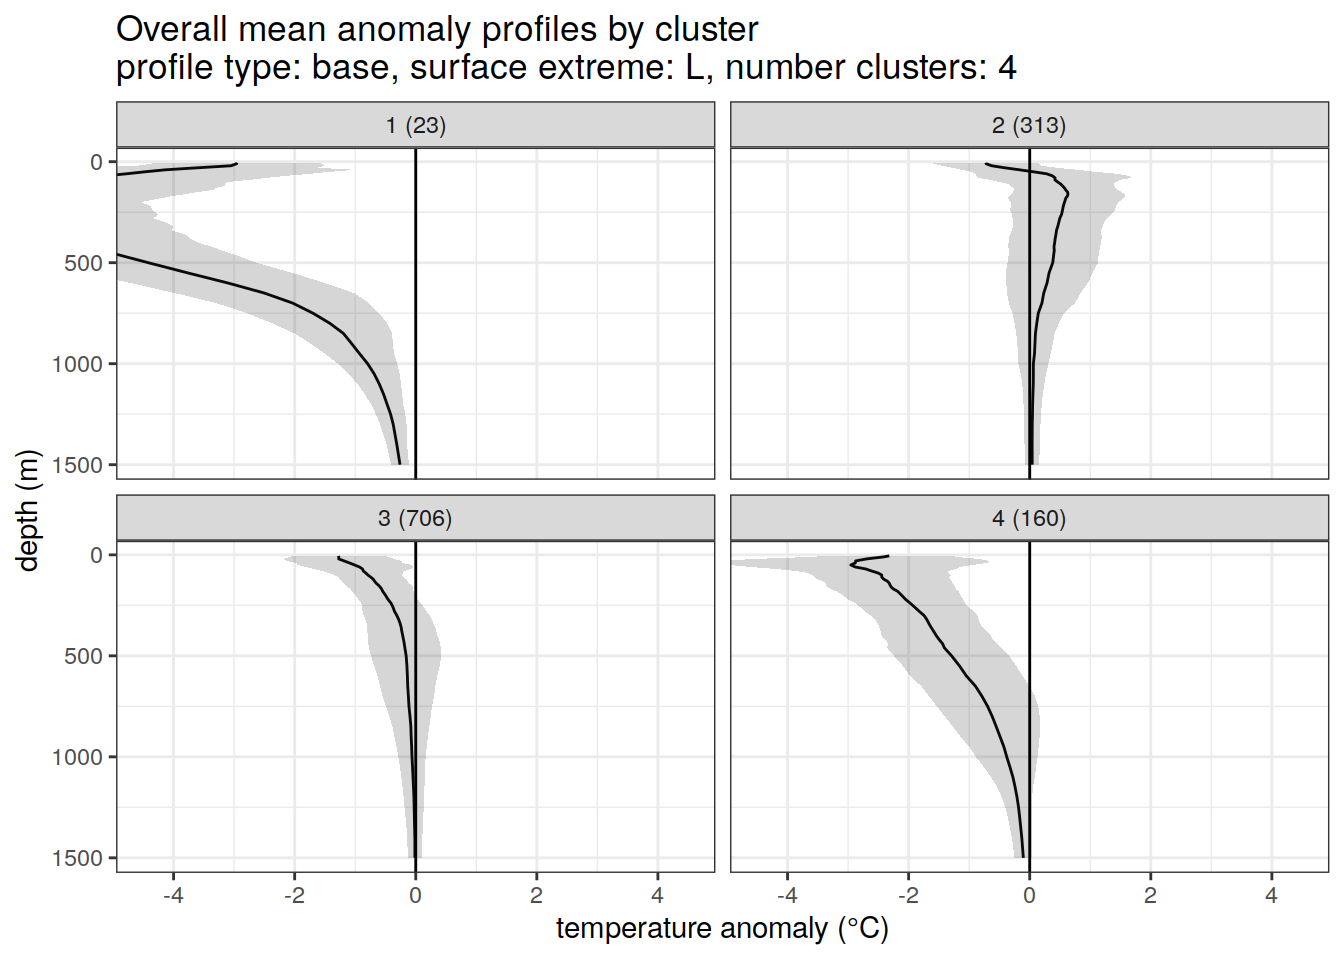 Overall mean anomaly profiles by cluster
profile type: base, surface extreme: L, number clusters: 4
1 (23)
2 (313)
0
500
1000
1500
3 (706)
4 (160)
0
500
1000
1500
depth (m)
-4 -2 0 2 4
-4 -2 0 2 4
temperature anomaly (°C)